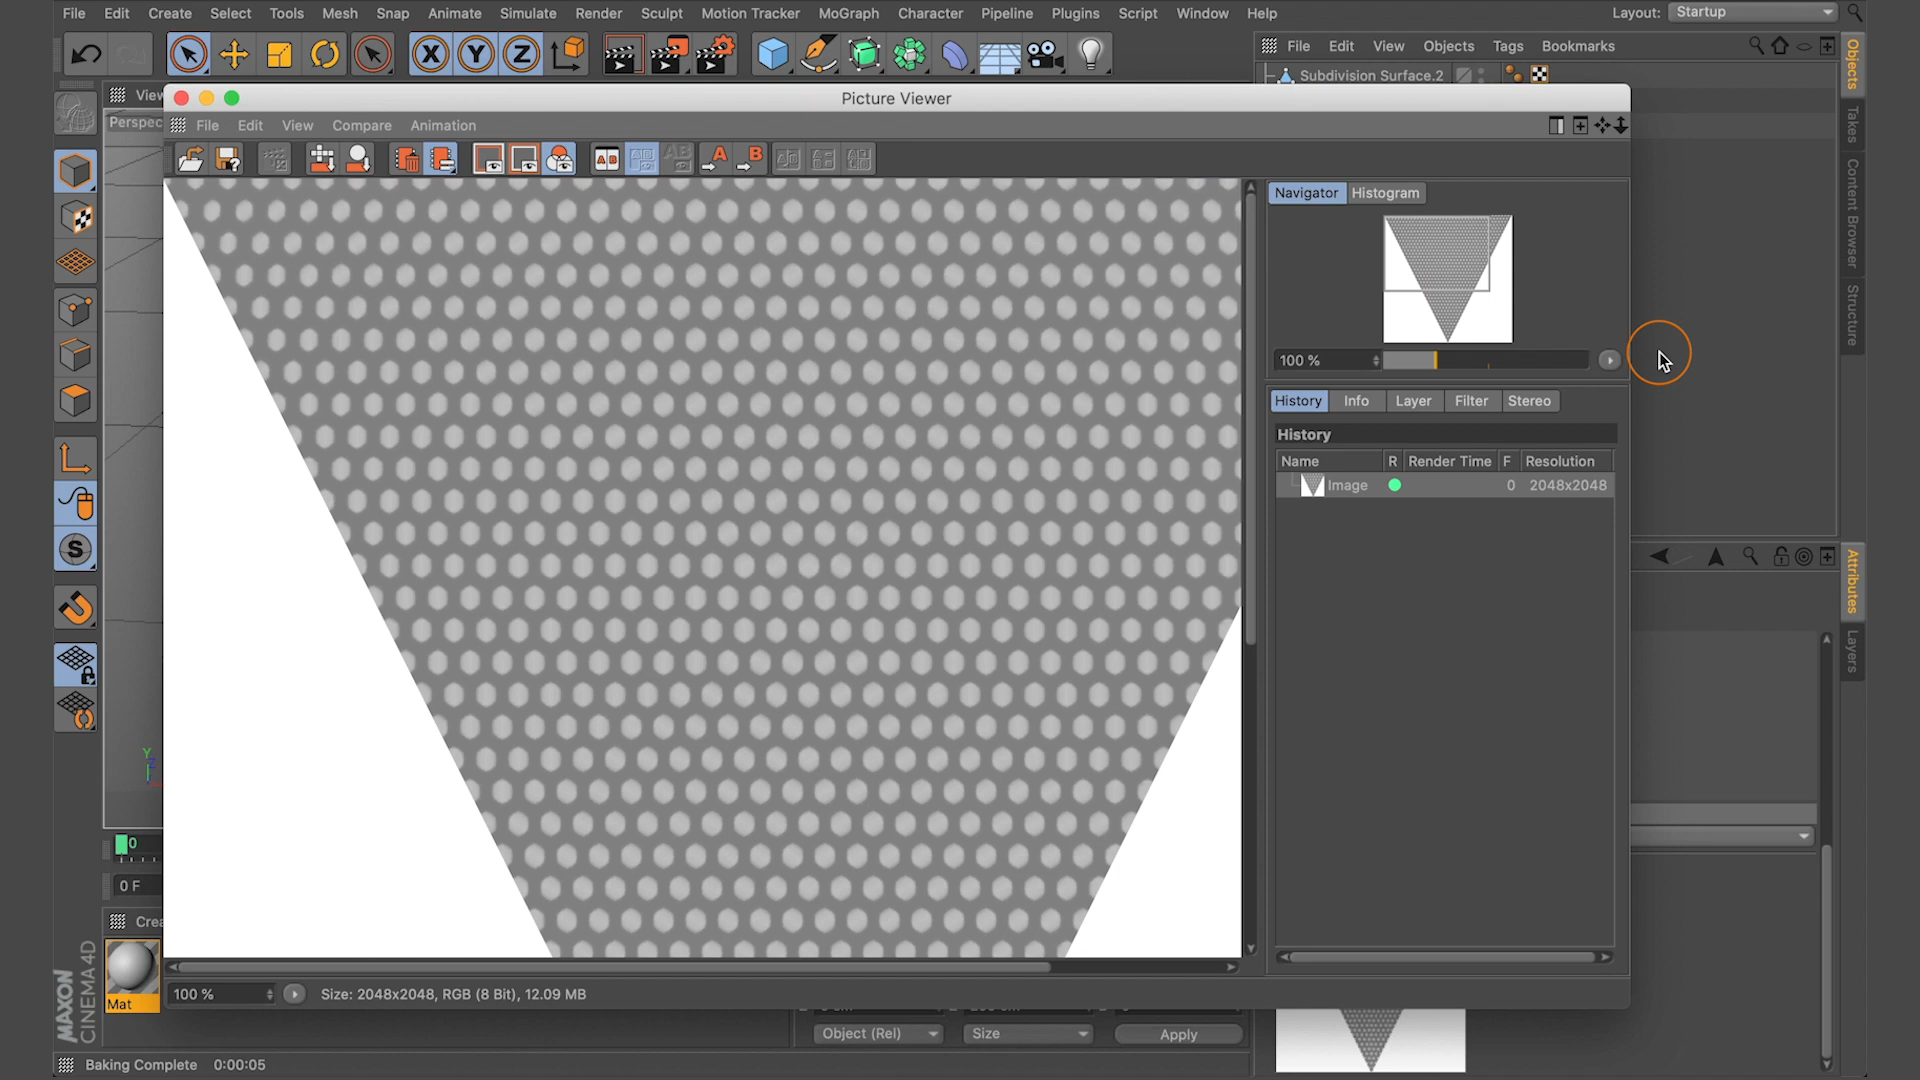 File Edit Create Select Tools Mesh Snap Animate Simulate Render Sculpt Motion Tracker MoGraph Character Pipeline Plugins Script Window Help
Layout: Startup
X Y Z
File Edit View Objects Tags Bookmarks
Subdivision Surface.2
Objects
Takes
Content Browser
Structure
Perspec
Picture Viewer
File Edit View Compare Animation
Navigator Histogram
100 %
History Info Layer Filter Stereo
History
Name R Render Time F Resolution
Image 0 2048x2048
Attributes
Layers
Y
Z
0
0 F
Mat
100 %
Size: 2048x2048, RGB (8 Bit), 12.09 MB
Object (Rel) Size Apply
Baking Complete 0:00:05
MAXON
CINEMA 4D